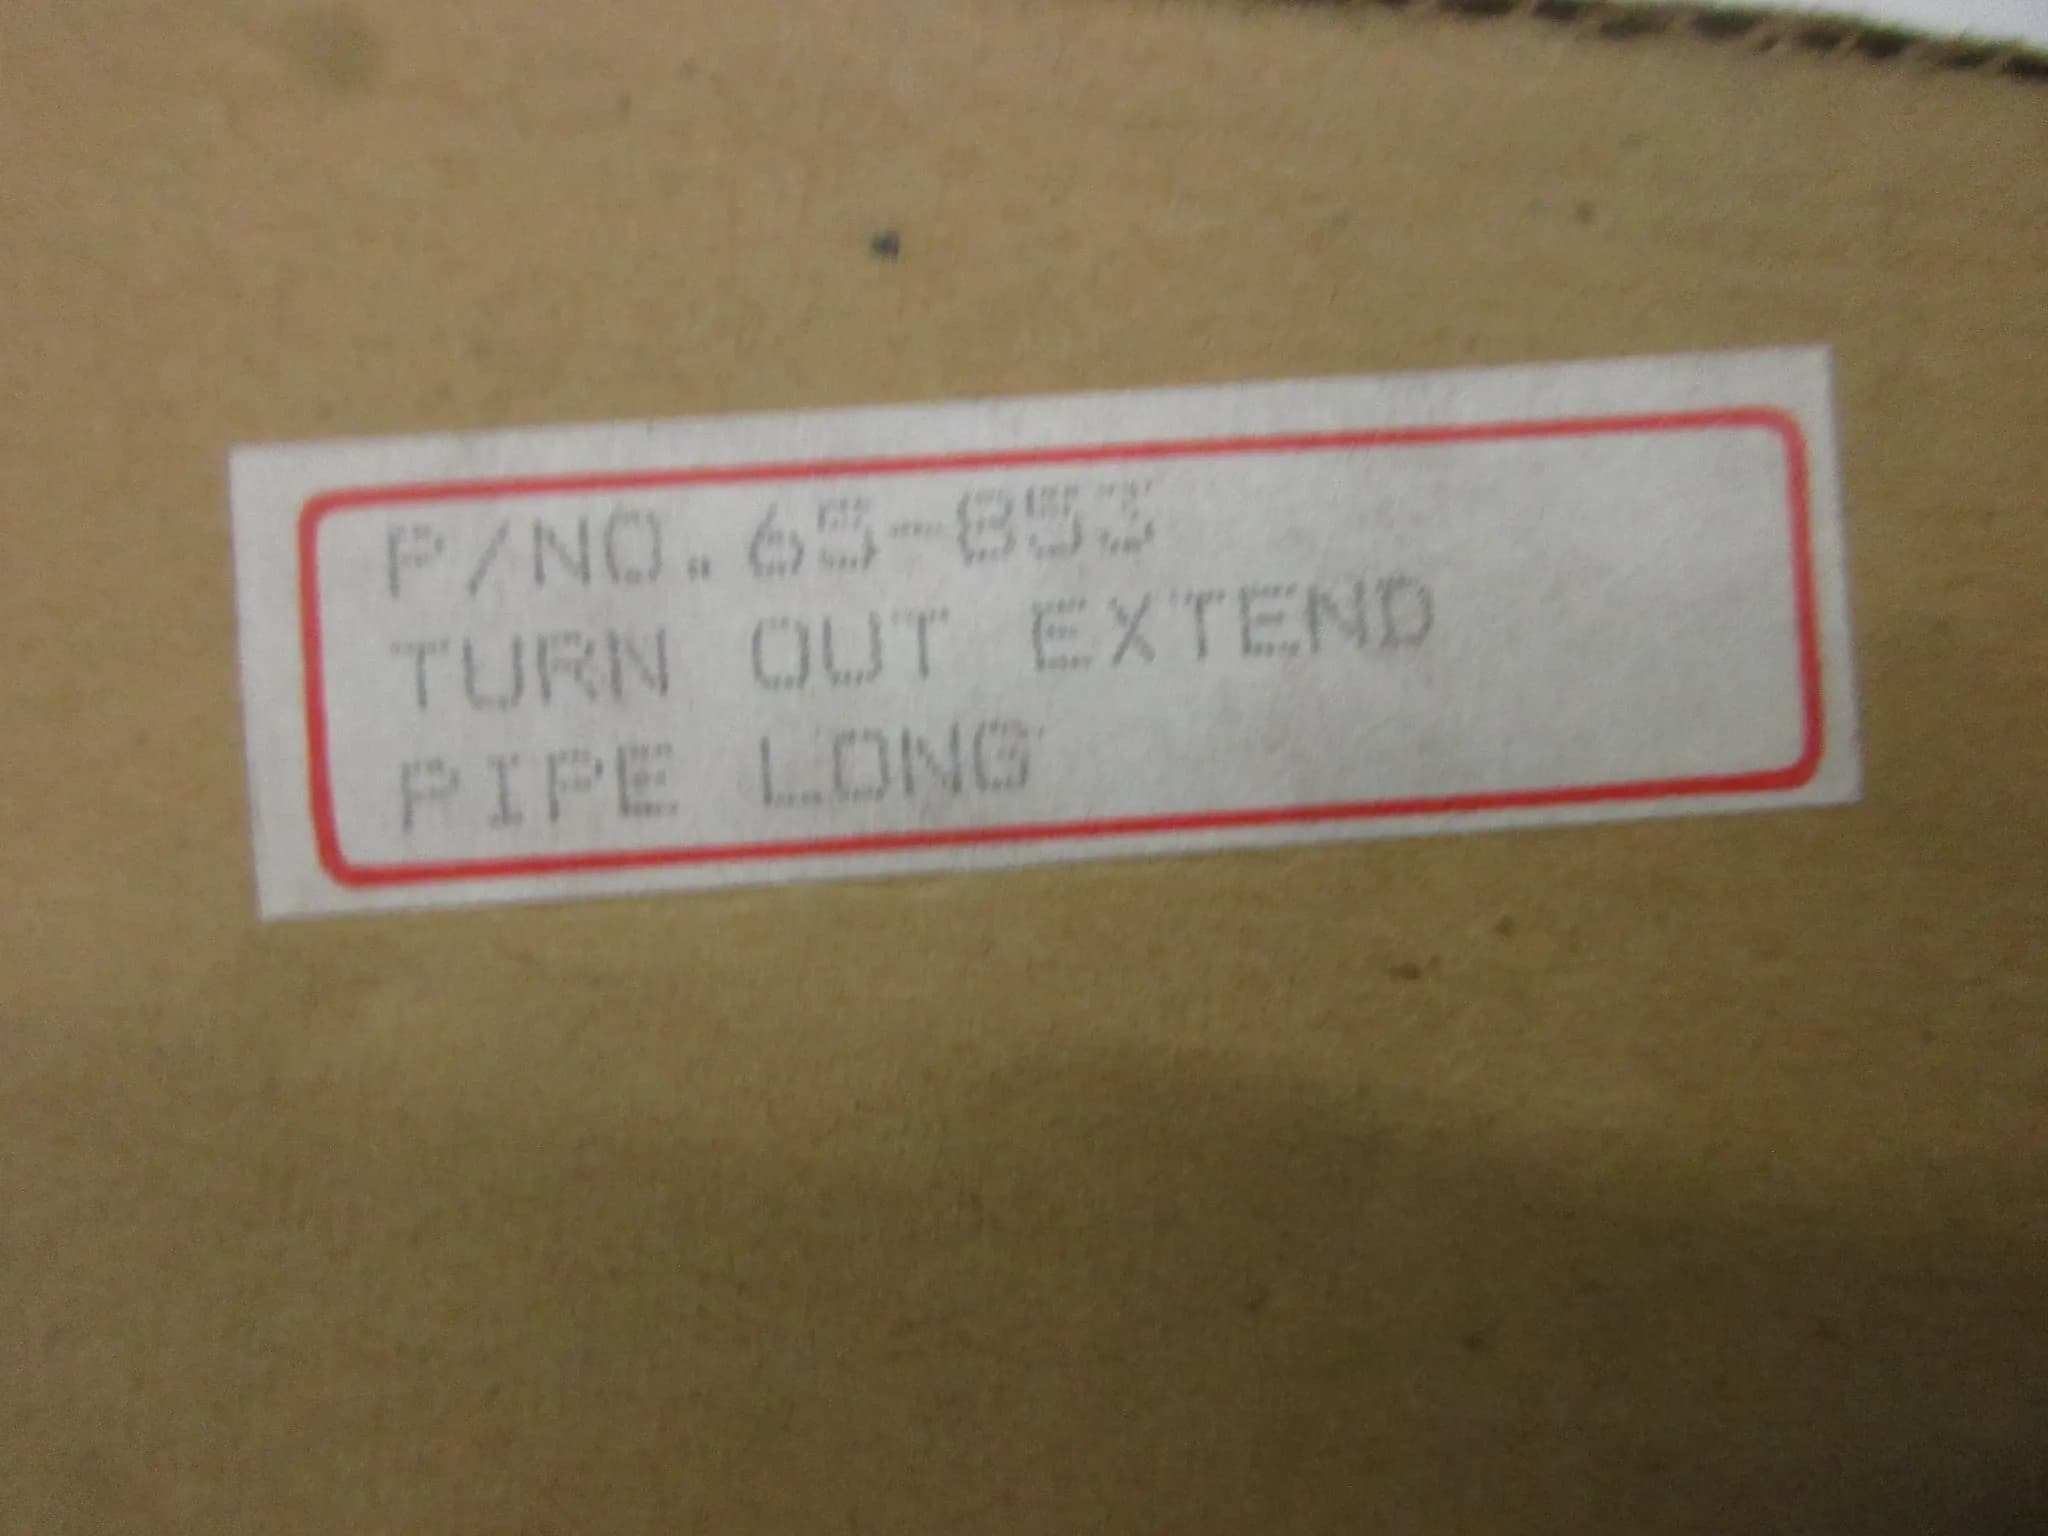 P/NO. 65-853
TURN OUT EXTEND
PIPE LONG